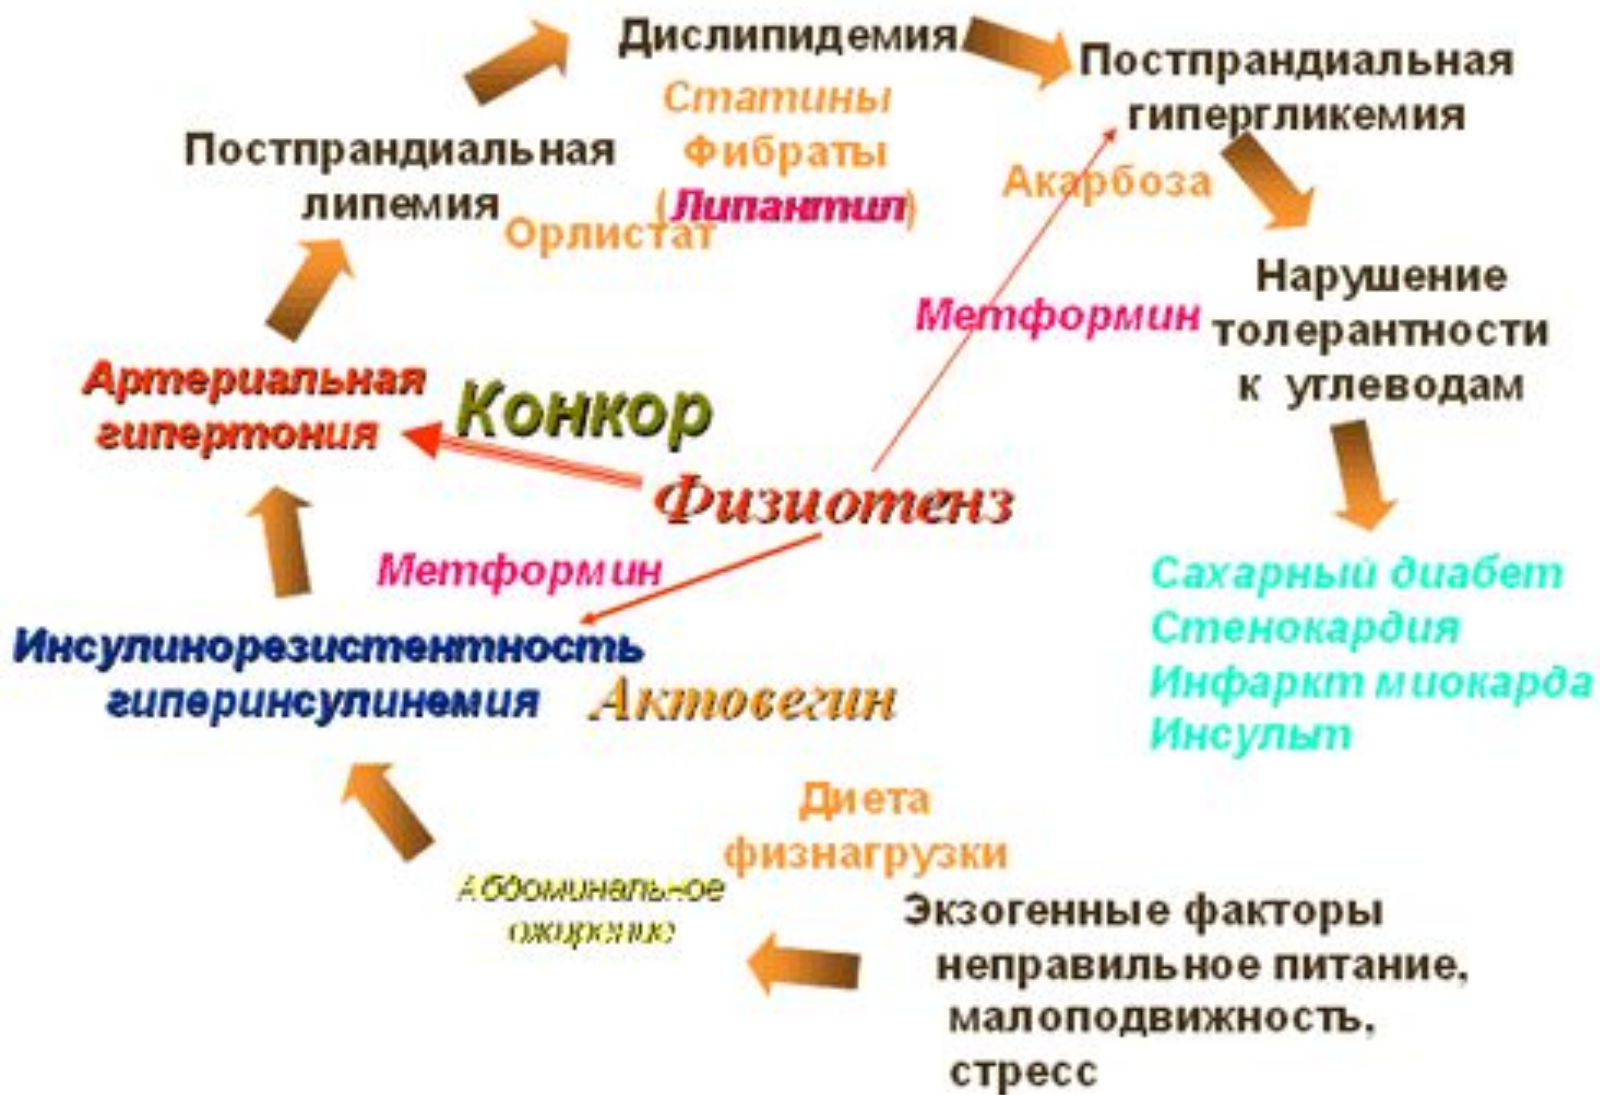 Дислипидемия
Постпрандиальная
гипергликемия
Статины
Фибраты
(Липантил)
Постпрандиальная
липемия
Орлистат
Акарбоза
Нарушение
толерантности
к углеводам
Метформин
Артериальная
гипертония
Конкор
Физиотенз
Метформин
Инсулинорезистентность
гиперинсулинемия
Актовегин
Сахарный диабет
Стенокардия
Инфаркт миокарда
Инсульт
Диета
физнагрузки
Абдоминальное
ожирение
Экзогенные факторы
неправильное питание,
малоподвижность,
стресс